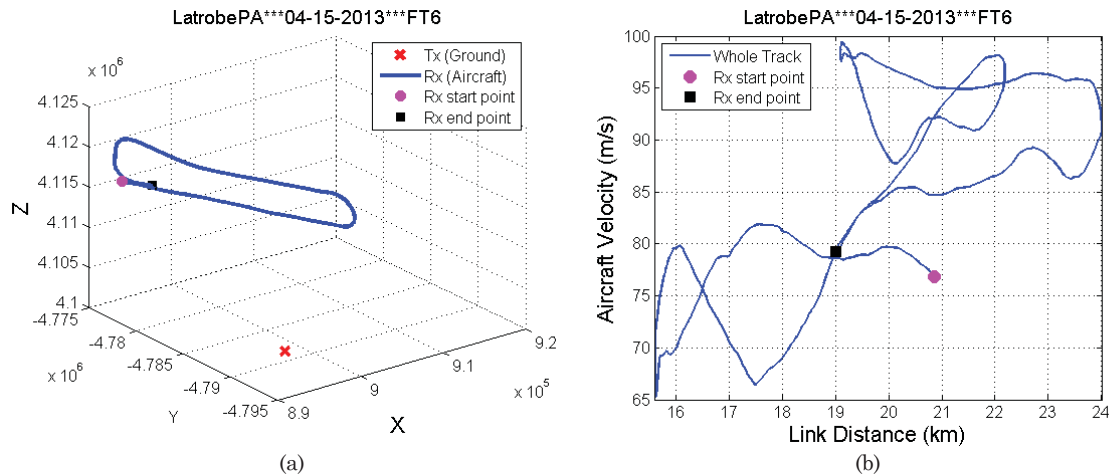 LatrobePA***04-15-2013***FT6
x 10^6
4.125
4.12
4.115
4.11
4.105
4.1
Z
-4.775
-4.78
-4.785
-4.79
-4.795
x 10^6
Y
8.9
9
9.1
9.2
x 10^5
X
Tx (Ground)
Rx (Aircraft)
Rx start point
Rx end point
(a)
LatrobePA***04-15-2013***FT6
100
95
90
85
80
75
70
65
Aircraft Velocity (m/s)
Whole Track
Rx start point
Rx end point
16 17 18 19 20 21 22 23 24
Link Distance (km)
(b)